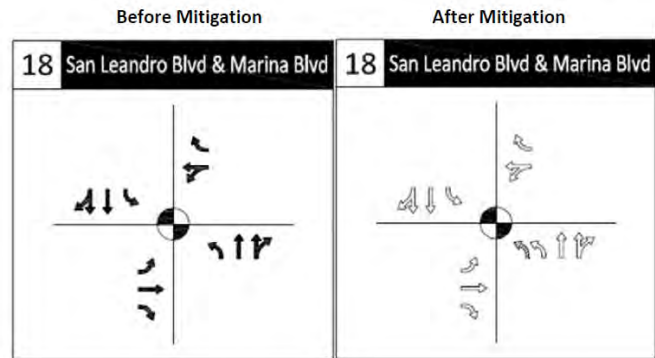 Before Mitigation
After Mitigation
18 San Leandro Blvd & Marina Blvd
18 San Leandro Blvd & Marina Blvd